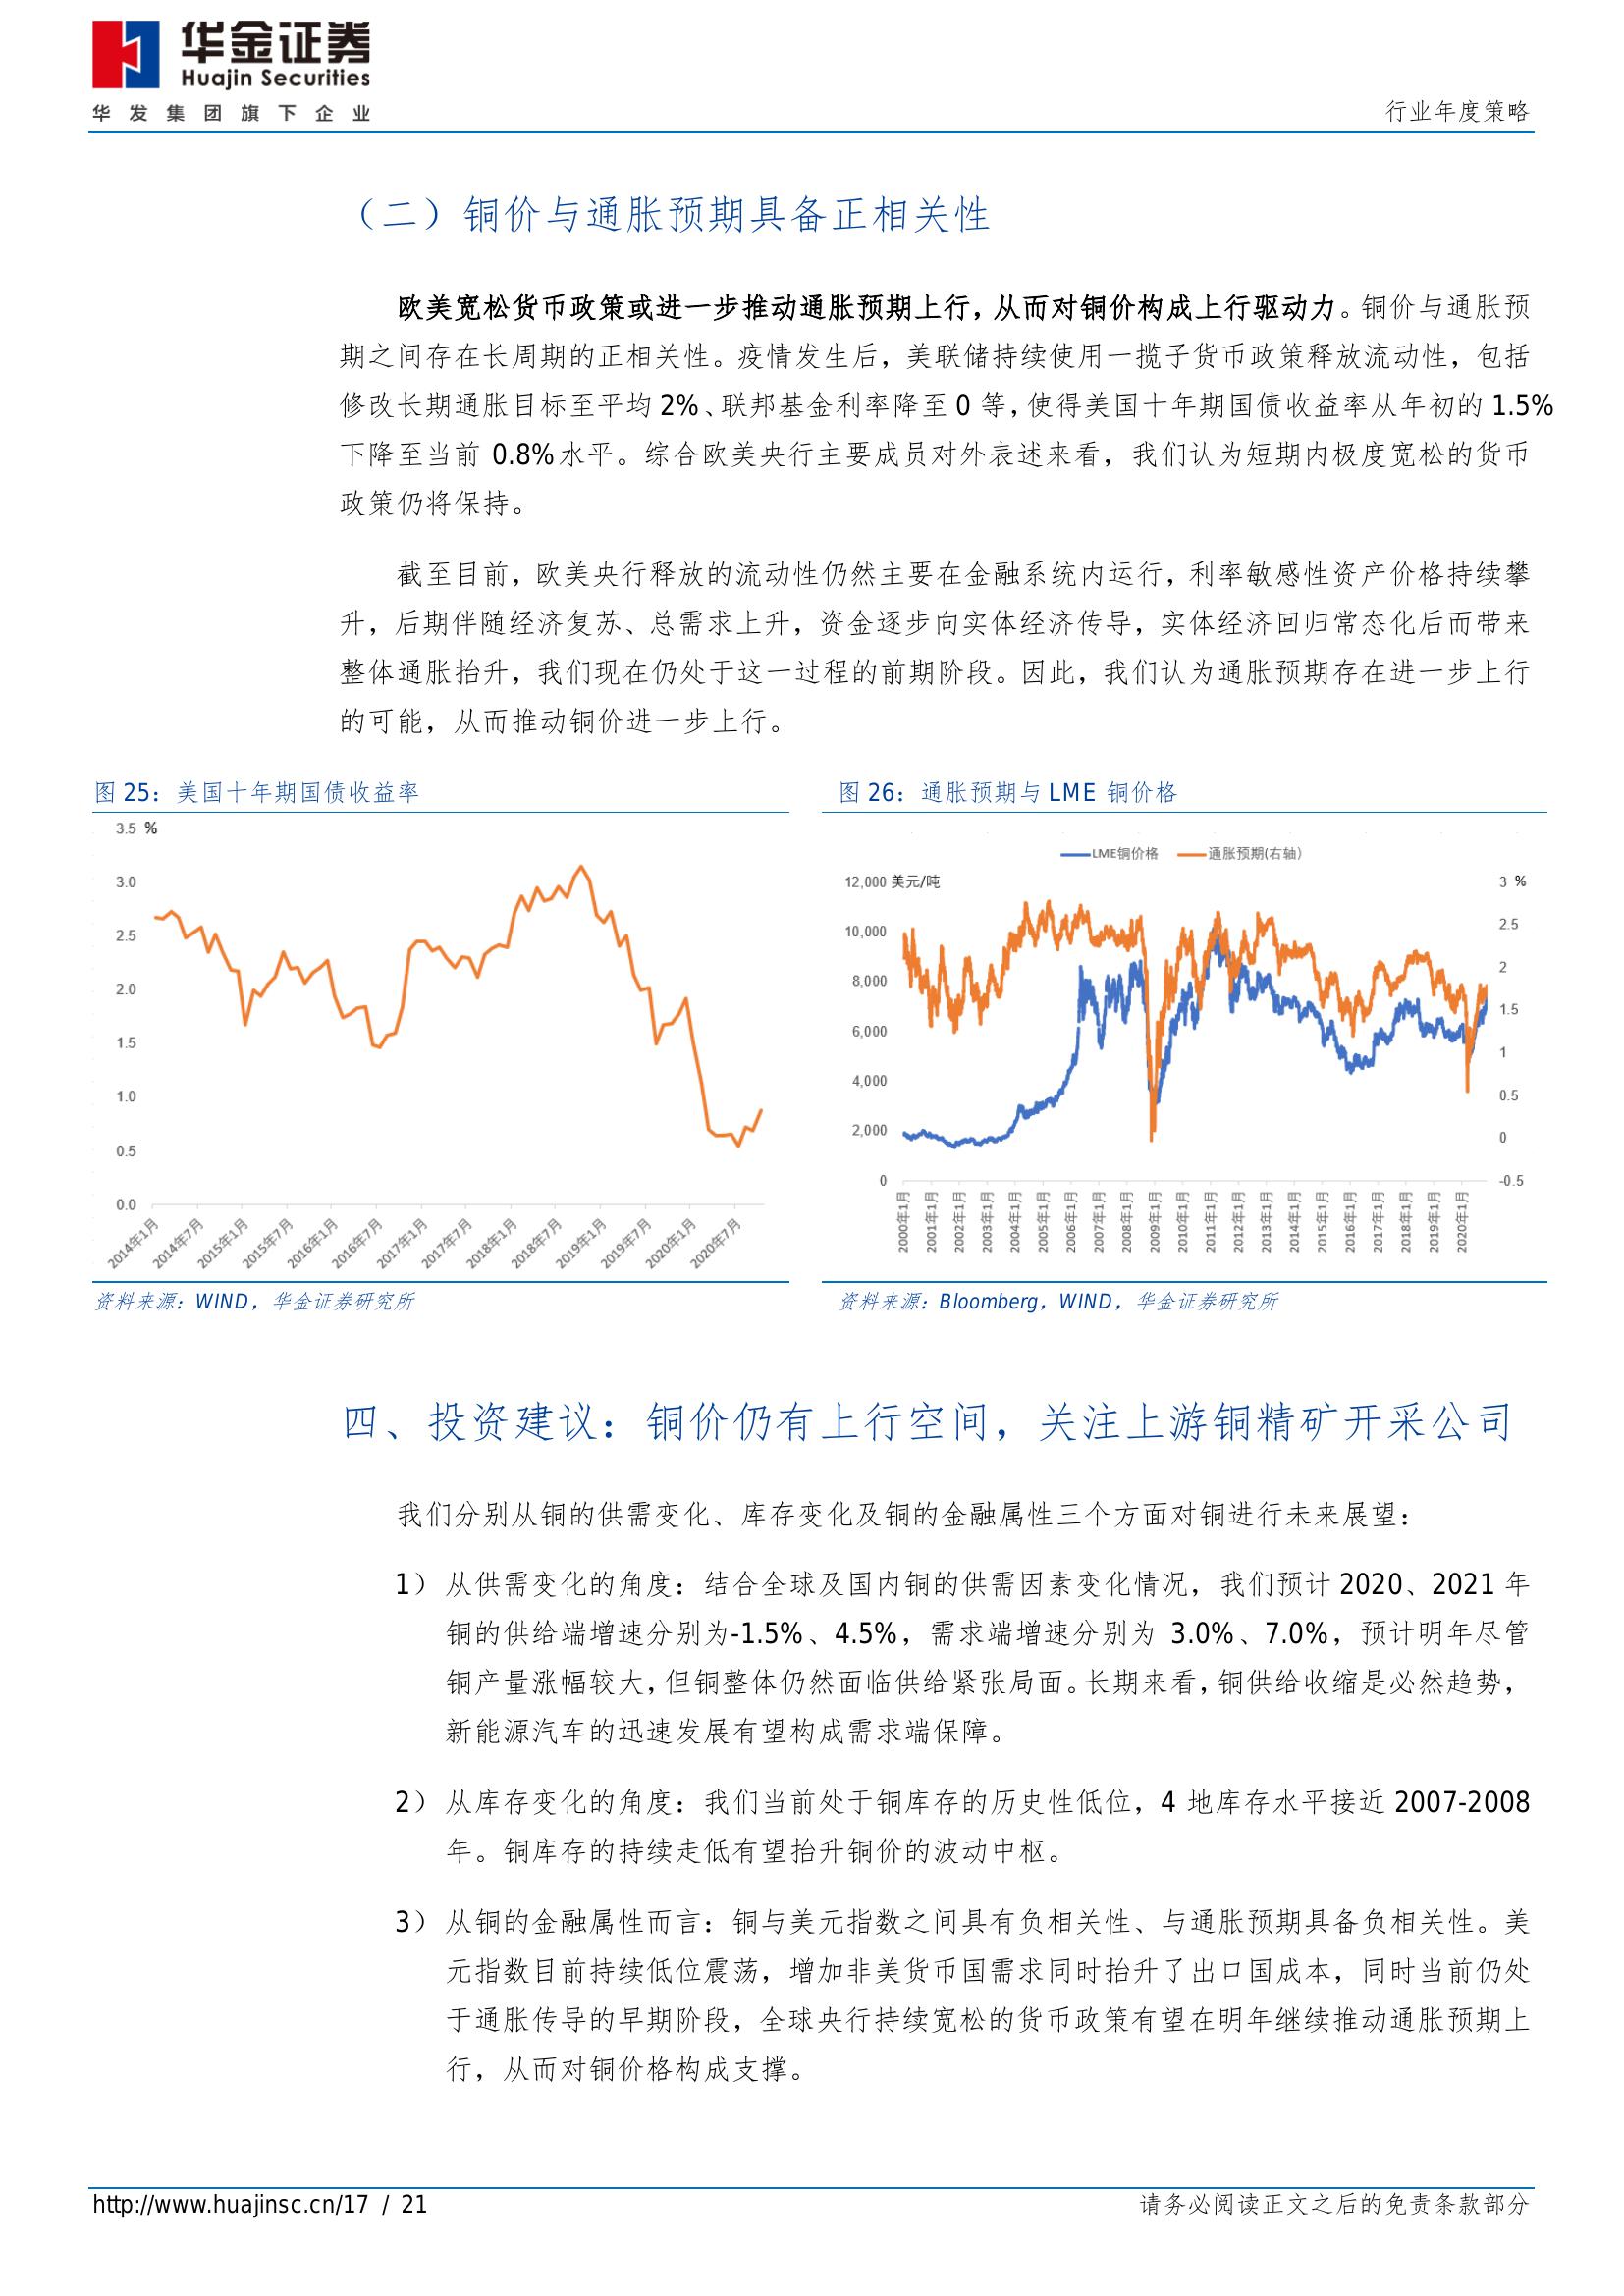 华金证券
Huajin Securities
华发集团旗下企业
行业年度策略
（二）铜价与通胀预期具备正相关性
欧美宽松货币政策或进一步推动通胀预期上行，从而对铜价构成上行驱动力。铜价与通胀预
期之间存在长周期的正相关性。疫情发生后，美联储持续使用一揽子货币政策释放流动性，包括
修改长期通胀目标至平均 2%、联邦基金利率降至 0 等，使得美国十年期国债收益率从年初的 1.5%
下降至当前 0.8%水平。综合欧美央行主要成员对外表述来看，我们认为短期内极度宽松的货币
政策仍将保持。
截至目前，欧美央行释放的流动性仍然主要在金融系统内运行，利率敏感性资产价格持续攀
升，后期伴随经济复苏、总需求上升，资金逐步向实体经济传导，实体经济回归常态化后而带来
整体通胀抬升，我们现在仍处于这一过程的前期阶段。因此，我们认为通胀预期存在进一步上行
的可能，从而推动铜价进一步上行。
图 25：美国十年期国债收益率
3.5 %
3.0
2.5
2.0
1.5
1.0
0.5
0.0
2014年1月
2014年7月
2015年1月
2015年7月
2016年1月
2016年7月
2017年1月
2017年7月
2018年1月
2018年7月
2019年1月
2019年7月
2020年1月
2020年7月
资料来源：WIND，华金证券研究所
图 26：通胀预期与 LME 铜价格
LME铜价格 通胀预期(右轴）
12,000 美元/吨
10,000
8,000
6,000
4,000
2,000
0
3 %
2.5
2
1.5
1
0.5
0
-0.5
2000年1月
2001年1月
2002年1月
2003年1月
2004年1月
2005年1月
2006年1月
2007年1月
2008年1月
2009年1月
2010年1月
2011年1月
2012年1月
2013年1月
2014年1月
2015年1月
2016年1月
2017年1月
2018年1月
2019年1月
2020年1月
资料来源：Bloomberg，WIND，华金证券研究所
四、投资建议：铜价仍有上行空间，关注上游铜精矿开采公司
我们分别从铜的供需变化、库存变化及铜的金融属性三个方面对铜进行未来展望：
1） 从供需变化的角度：结合全球及国内铜的供需因素变化情况，我们预计 2020、2021 年
铜的供给端增速分别为-1.5%、4.5%，需求端增速分别为 3.0%、7.0%，预计明年尽管
铜产量涨幅较大，但铜整体仍然面临供给紧张局面。长期来看，铜供给收缩是必然趋势，
新能源汽车的迅速发展有望构成需求端保障。
2） 从库存变化的角度：我们当前处于铜库存的历史性低位，4 地库存水平接近 2007-2008
年。铜库存的持续走低有望抬升铜价的波动中枢。
3） 从铜的金融属性而言：铜与美元指数之间具有负相关性、与通胀预期具备负相关性。美
元指数目前持续低位震荡，增加非美货币国需求同时抬升了出口国成本，同时当前仍处
于通胀传导的早期阶段，全球央行持续宽松的货币政策有望在明年继续推动通胀预期上
行，从而对铜价格构成支撑。
http://www.huajinsc.cn/17 / 21
请务必阅读正文之后的免责条款部分